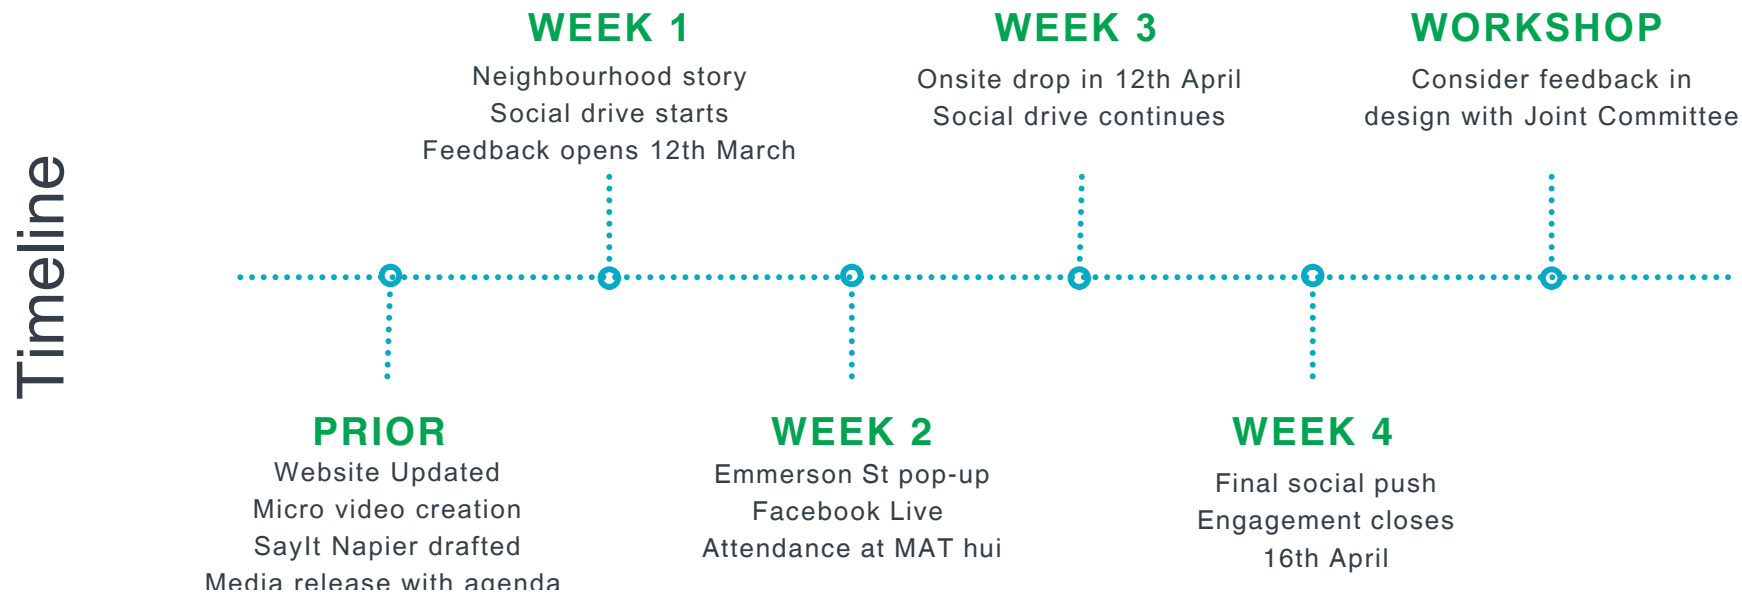 Timeline
WEEK 1
Neighbourhood story
Social drive starts
Feedback opens 12th March
WEEK 3
Onsite drop in 12th April
Social drive continues
WORKSHOP
Consider feedback in
design with Joint Committee
PRIOR
Website Updated
Micro video creation
SayIt Napier drafted
Media release with agenda
WEEK 2
Emmerson St pop-up
Facebook Live
Attendance at MAT hui
WEEK 4
Final social push
Engagement closes
16th April